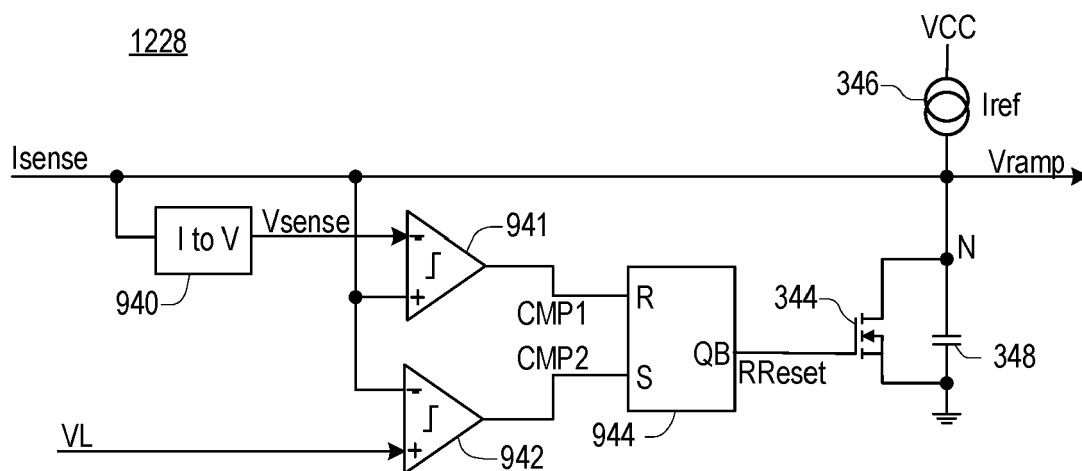 1228
VCC
346
Iref
Isense
Vramp
I to V
Vsense
941
940
-
+
CMP1
R
N
344
348
CMP2
S
QB
RReset
-
+
VL
942
944